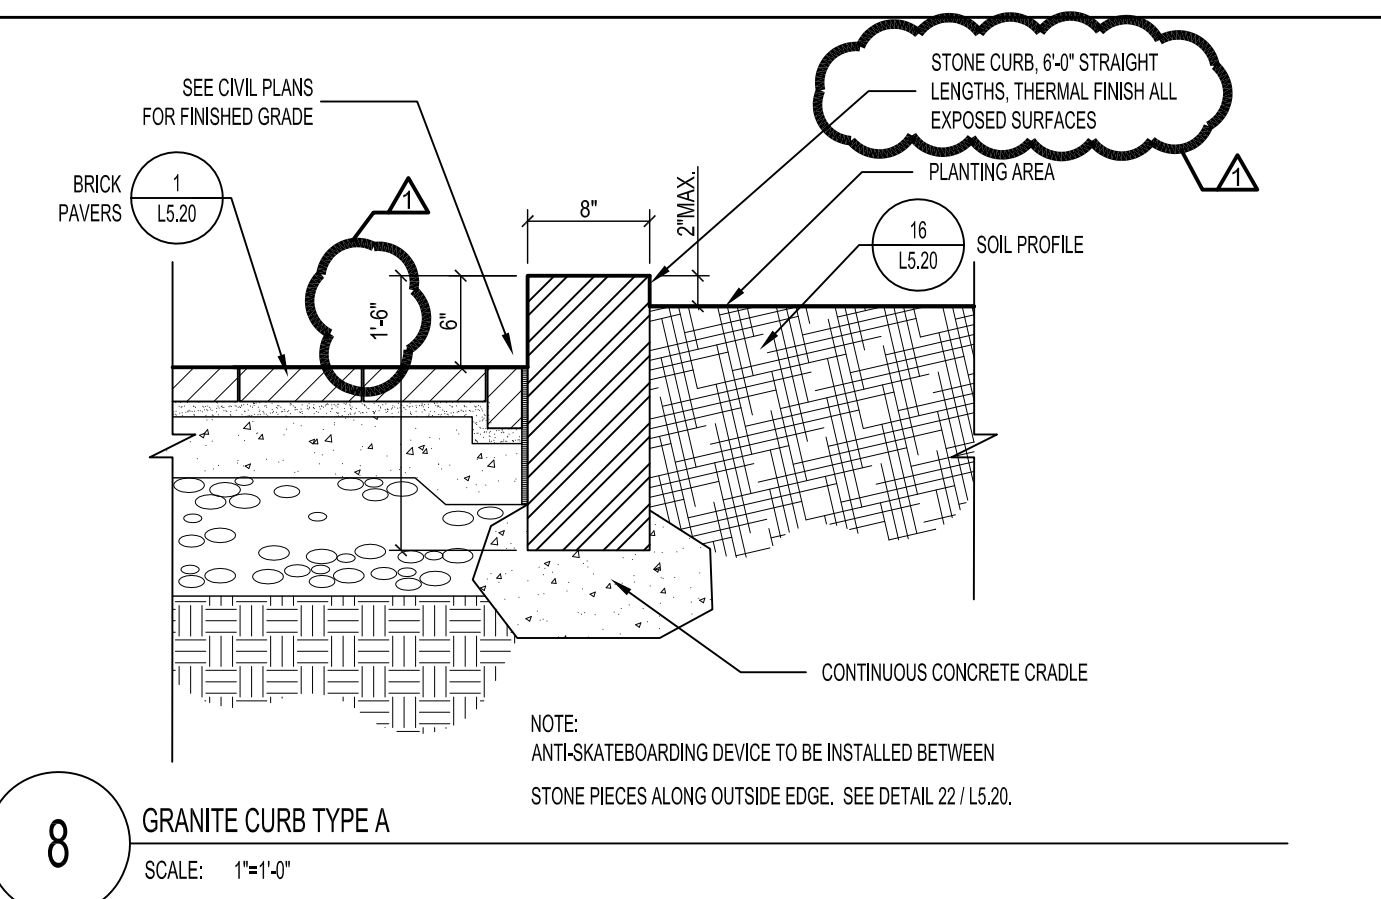 STONE CURB, 6'-0" STRAIGHT
LENGTHS, THERMAL FINISH ALL
EXPOSED SURFACES
1
SEE CIVIL PLANS
FOR FINISHED GRADE
BRICK
PAVERS
1
L5.20
1
8"
2"MAX.
PLANTING AREA
16
L5.20
SOIL PROFILE
1'-6"
6"
CONTINUOUS CONCRETE CRADLE
NOTE:
ANTI-SKATEBOARDING DEVICE TO BE INSTALLED BETWEEN
STONE PIECES ALONG OUTSIDE EDGE. SEE DETAIL 22 / L5.20.
8
GRANITE CURB TYPE A
SCALE: 1"=1'-0"